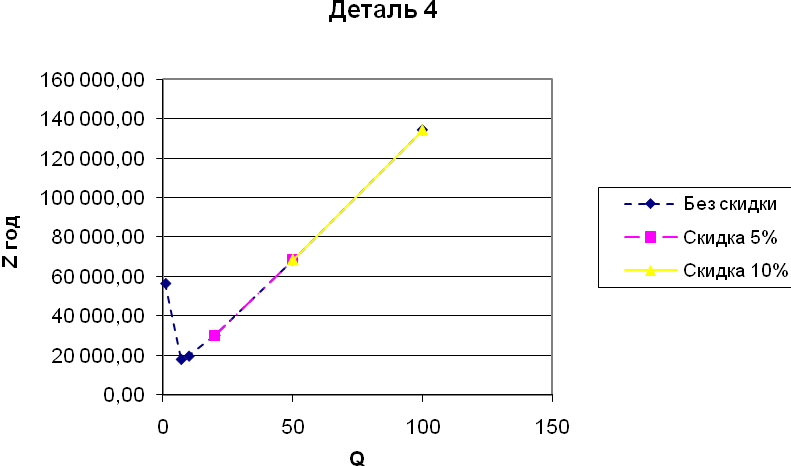 Деталь 4
160 000,00
140 000,00
120 000,00
100 000,00
80 000,00
60 000,00
40 000,00
20 000,00
0,00
Z год
0 50 100 150
Q
Без скидки
Скидка 5%
Скидка 10%